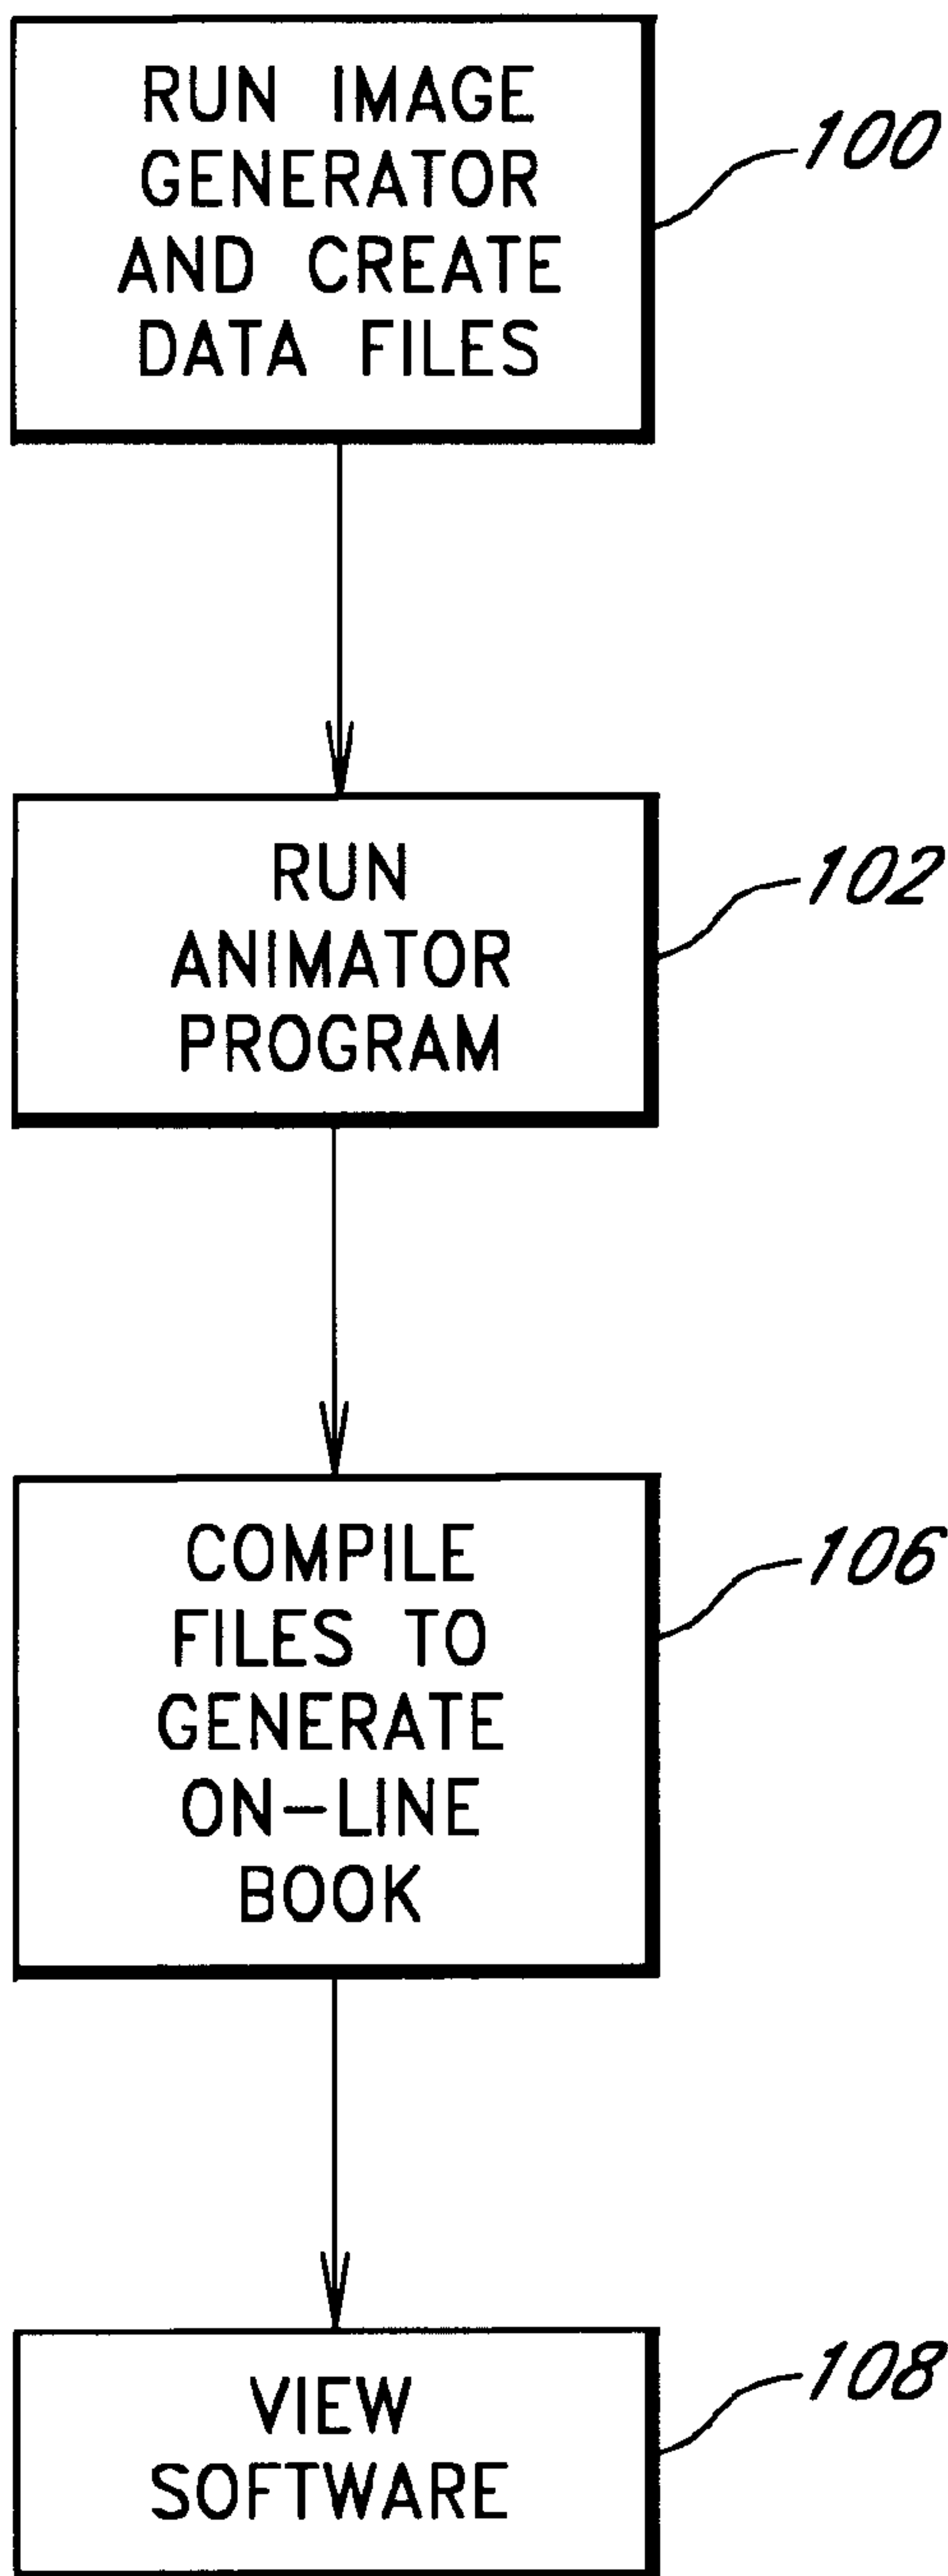 RUN IMAGE
GENERATOR
AND CREATE
DATA FILES
100
RUN
ANIMATOR
PROGRAM
102
COMPILE
FILES TO
GENERATE
ON-LINE
BOOK
106
VIEW
SOFTWARE
108